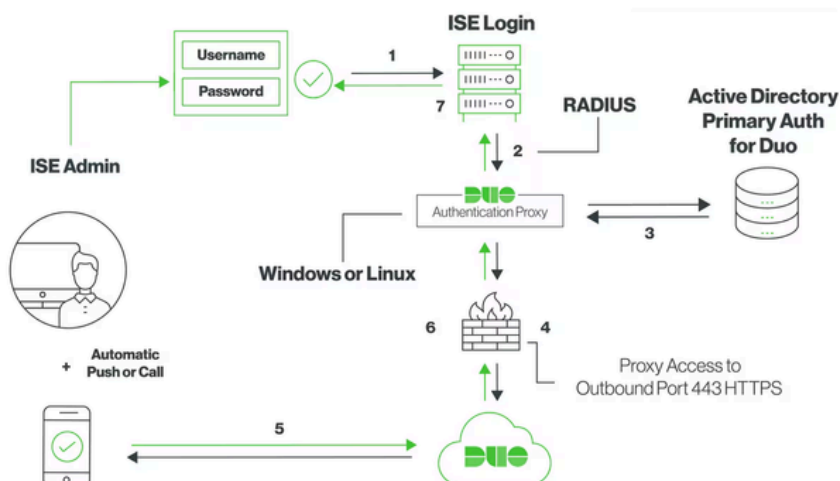 ISE Login
Username
Password
1
7
2
RADIUS
Active Directory
Primary Auth
for Duo
ISE Admin
DUO
Authentication Proxy
3
Windows or Linux
6
4
Automatic
+ Push or Call
Proxy Access to
Outbound Port 443 HTTPS
5
DUO